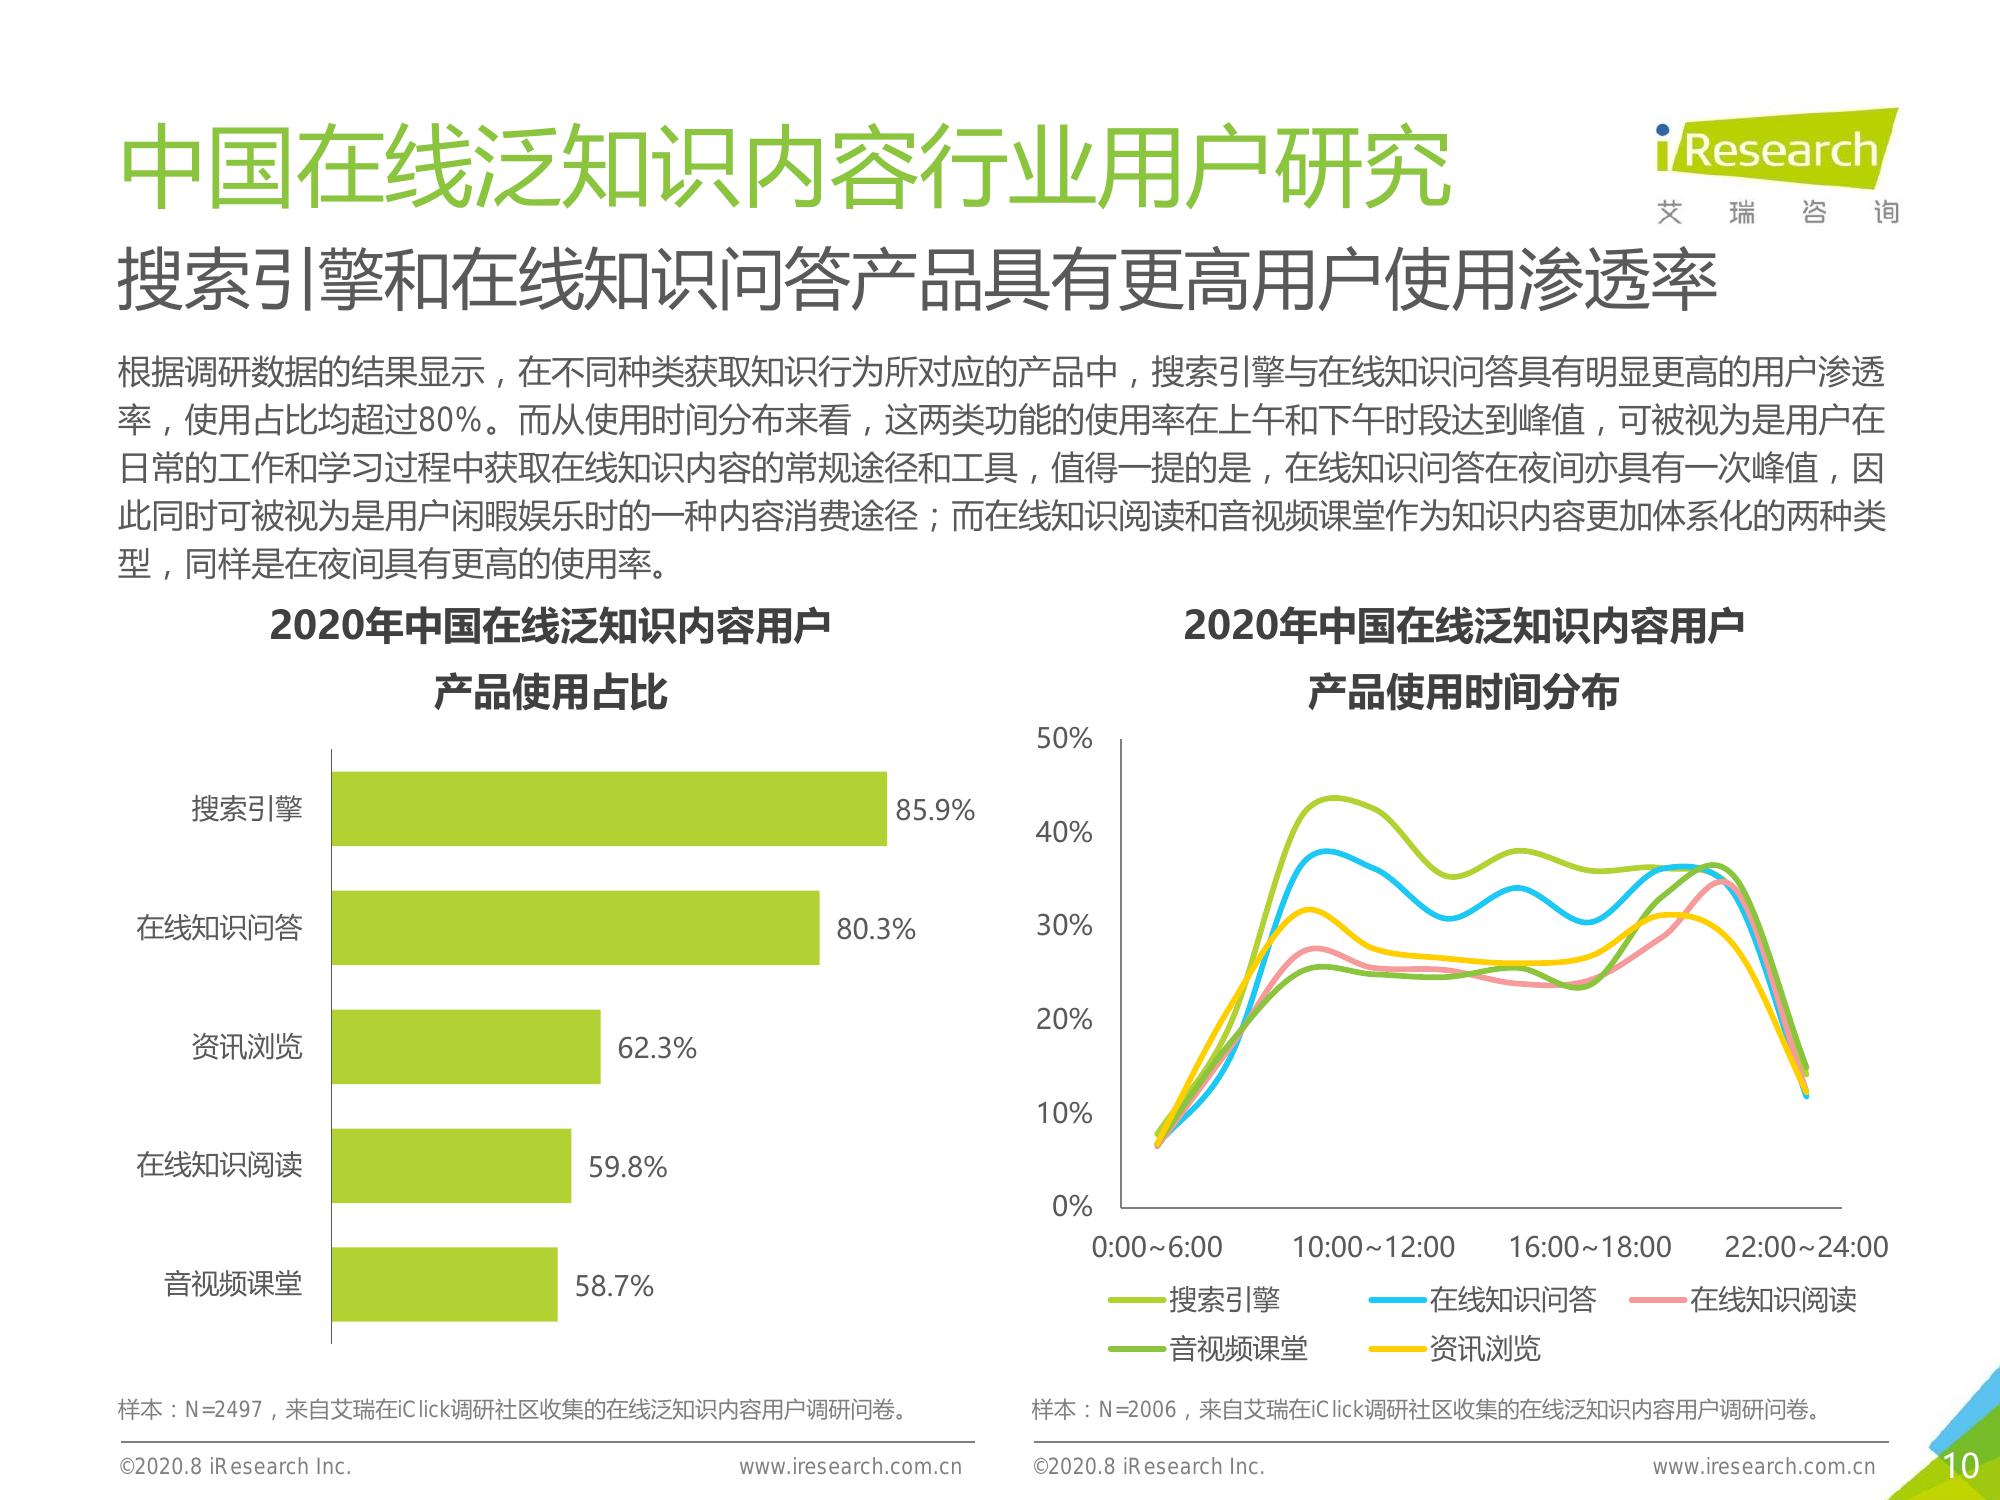 中国在线泛知识内容行业用户研究
iResearch
艾瑞咨询
搜索引擎和在线知识问答产品具有更高用户使用渗透率
根据调研数据的结果显示，在不同种类获取知识行为所对应的产品中，搜索引擎与在线知识问答具有明显更高的用户渗透
率，使用占比均超过80%。而从使用时间分布来看，这两类功能的使用率在上午和下午时段达到峰值，可被视为是用户在
日常的工作和学习过程中获取在线知识内容的常规途径和工具，值得一提的是，在线知识问答在夜间亦具有一次峰值，因
此同时可被视为是用户闲暇娱乐时的一种内容消费途径；而在线知识阅读和音视频课堂作为知识内容更加体系化的两种类
型，同样是在夜间具有更高的使用率。
2020年中国在线泛知识内容用户
产品使用占比
搜索引擎 85.9%
在线知识问答 80.3%
资讯浏览 62.3%
在线知识阅读 59.8%
音视频课堂 58.7%
样本：N=2497，来自艾瑞在iClick调研社区收集的在线泛知识内容用户调研问卷。
©2020.8 iResearch Inc. www.iresearch.com.cn
2020年中国在线泛知识内容用户
产品使用时间分布
50%
40%
30%
20%
10%
0%
0:00~6:00 10:00~12:00 16:00~18:00 22:00~24:00
搜索引擎 在线知识问答 在线知识阅读
音视频课堂 资讯浏览
样本：N=2006，来自艾瑞在iClick调研社区收集的在线泛知识内容用户调研问卷。
©2020.8 iResearch Inc. www.iresearch.com.cn
10